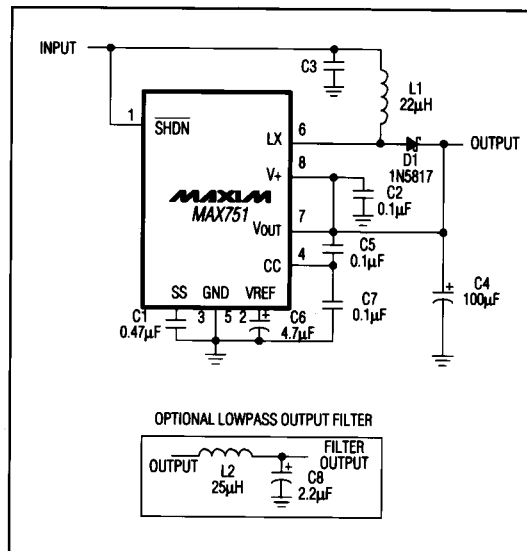 INPUT
C3
L1
22µH
1
SHDN
LX
6
OUTPUT
D1
1N5817
V+
8
C2
0.1µF
MAXIM
MAX751
VOUT
7
C5
0.1µF
CC
4
C4
100µF
C7
0.1µF
SS
GND
VREF
C1
0.47µF
3
5
2
C6
4.7µF
OPTIONAL LOWPASS OUTPUT FILTER
OUTPUT
L2
25µH
FILTER
OUTPUT
C8
2.2µF